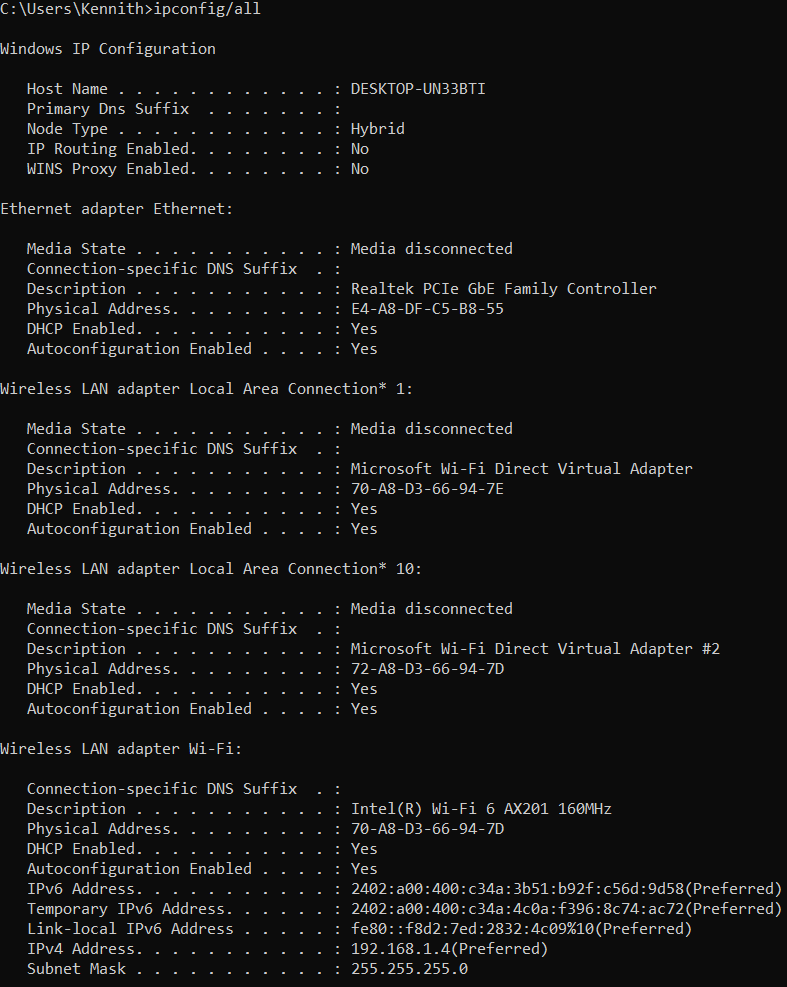 C:\Users\Kennith>ipconfig/all
Windows IP Configuration
Host Name . . . . . . . . . . . . : DESKTOP-UN33BTI
Primary Dns Suffix  . . . . . . . :
Node Type . . . . . . . . . . . . : Hybrid
IP Routing Enabled. . . . . . . . : No
WINS Proxy Enabled. . . . . . . . : No
Ethernet adapter Ethernet:
Media State . . . . . . . . . . . : Media disconnected
Connection-specific DNS Suffix  . :
Description . . . . . . . . . . . : Realtek PCIe GbE Family Controller
Physical Address. . . . . . . . . : E4-A8-DF-C5-B8-55
DHCP Enabled. . . . . . . . . . . : Yes
Autoconfiguration Enabled . . . . : Yes
Wireless LAN adapter Local Area Connection* 1:
Media State . . . . . . . . . . . : Media disconnected
Connection-specific DNS Suffix  . :
Description . . . . . . . . . . . : Microsoft Wi-Fi Direct Virtual Adapter
Physical Address. . . . . . . . . : 70-A8-D3-66-94-7E
DHCP Enabled. . . . . . . . . . . : Yes
Autoconfiguration Enabled . . . . : Yes
Wireless LAN adapter Local Area Connection* 10:
Media State . . . . . . . . . . . : Media disconnected
Connection-specific DNS Suffix  . :
Description . . . . . . . . . . . : Microsoft Wi-Fi Direct Virtual Adapter #2
Physical Address. . . . . . . . . : 72-A8-D3-66-94-7D
DHCP Enabled. . . . . . . . . . . : Yes
Autoconfiguration Enabled . . . . : Yes
Wireless LAN adapter Wi-Fi:
Connection-specific DNS Suffix  . :
Description . . . . . . . . . . . : Intel(R) Wi-Fi 6 AX201 160MHz
Physical Address. . . . . . . . . : 70-A8-D3-66-94-7D
DHCP Enabled. . . . . . . . . . . : Yes
Autoconfiguration Enabled . . . . : Yes
IPv6 Address. . . . . . . . . . . : 2402:a00:400:c34a:3b51:b92f:c56d:9d58(Preferred)
Temporary IPv6 Address. . . . . . : 2402:a00:400:c34a:4c0a:f396:8c74:ac72(Preferred)
Link-local IPv6 Address . . . . . : fe80::f8d2:7ed:2832:4c09%10(Preferred)
IPv4 Address. . . . . . . . . . . : 192.168.1.4(Preferred)
Subnet Mask . . . . . . . . . . . : 255.255.255.0